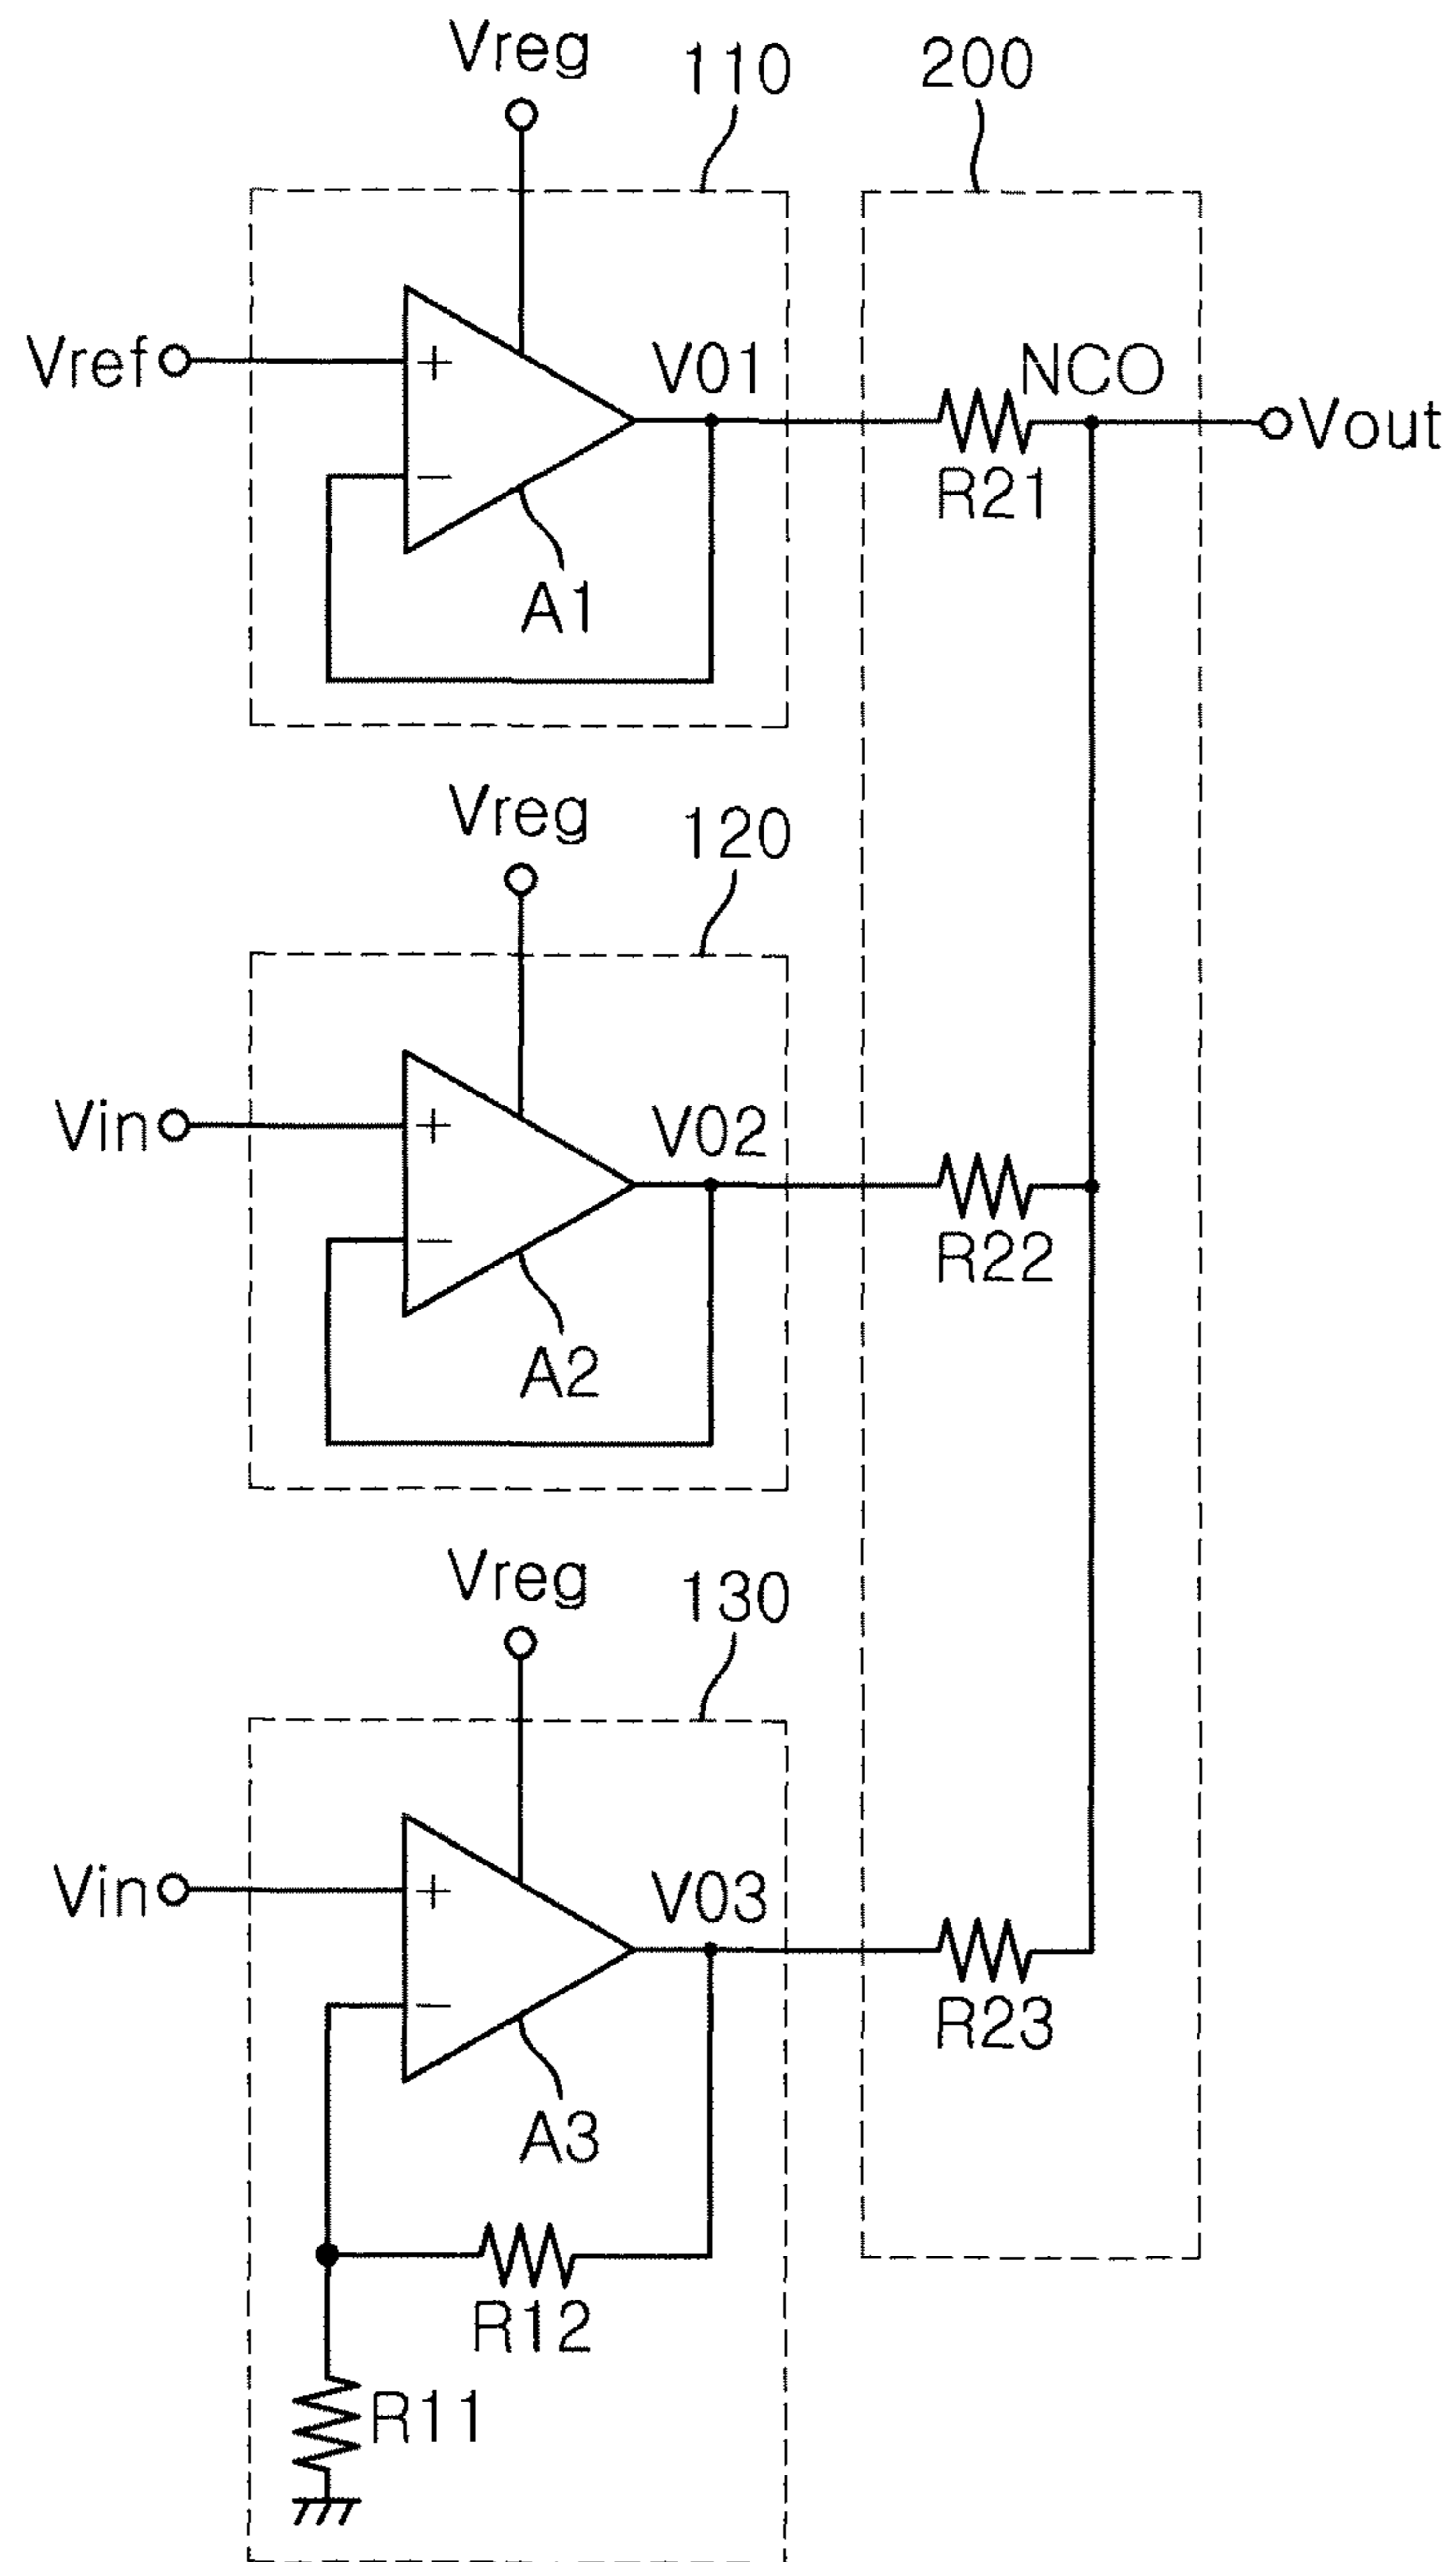 Vreg
110
200
Vref
+
V01
NCO
Vout
−
R21
A1
Vreg
120
Vin
+
V02
−
R22
A2
Vreg
130
Vin
+
V03
−
R23
A3
R12
R11